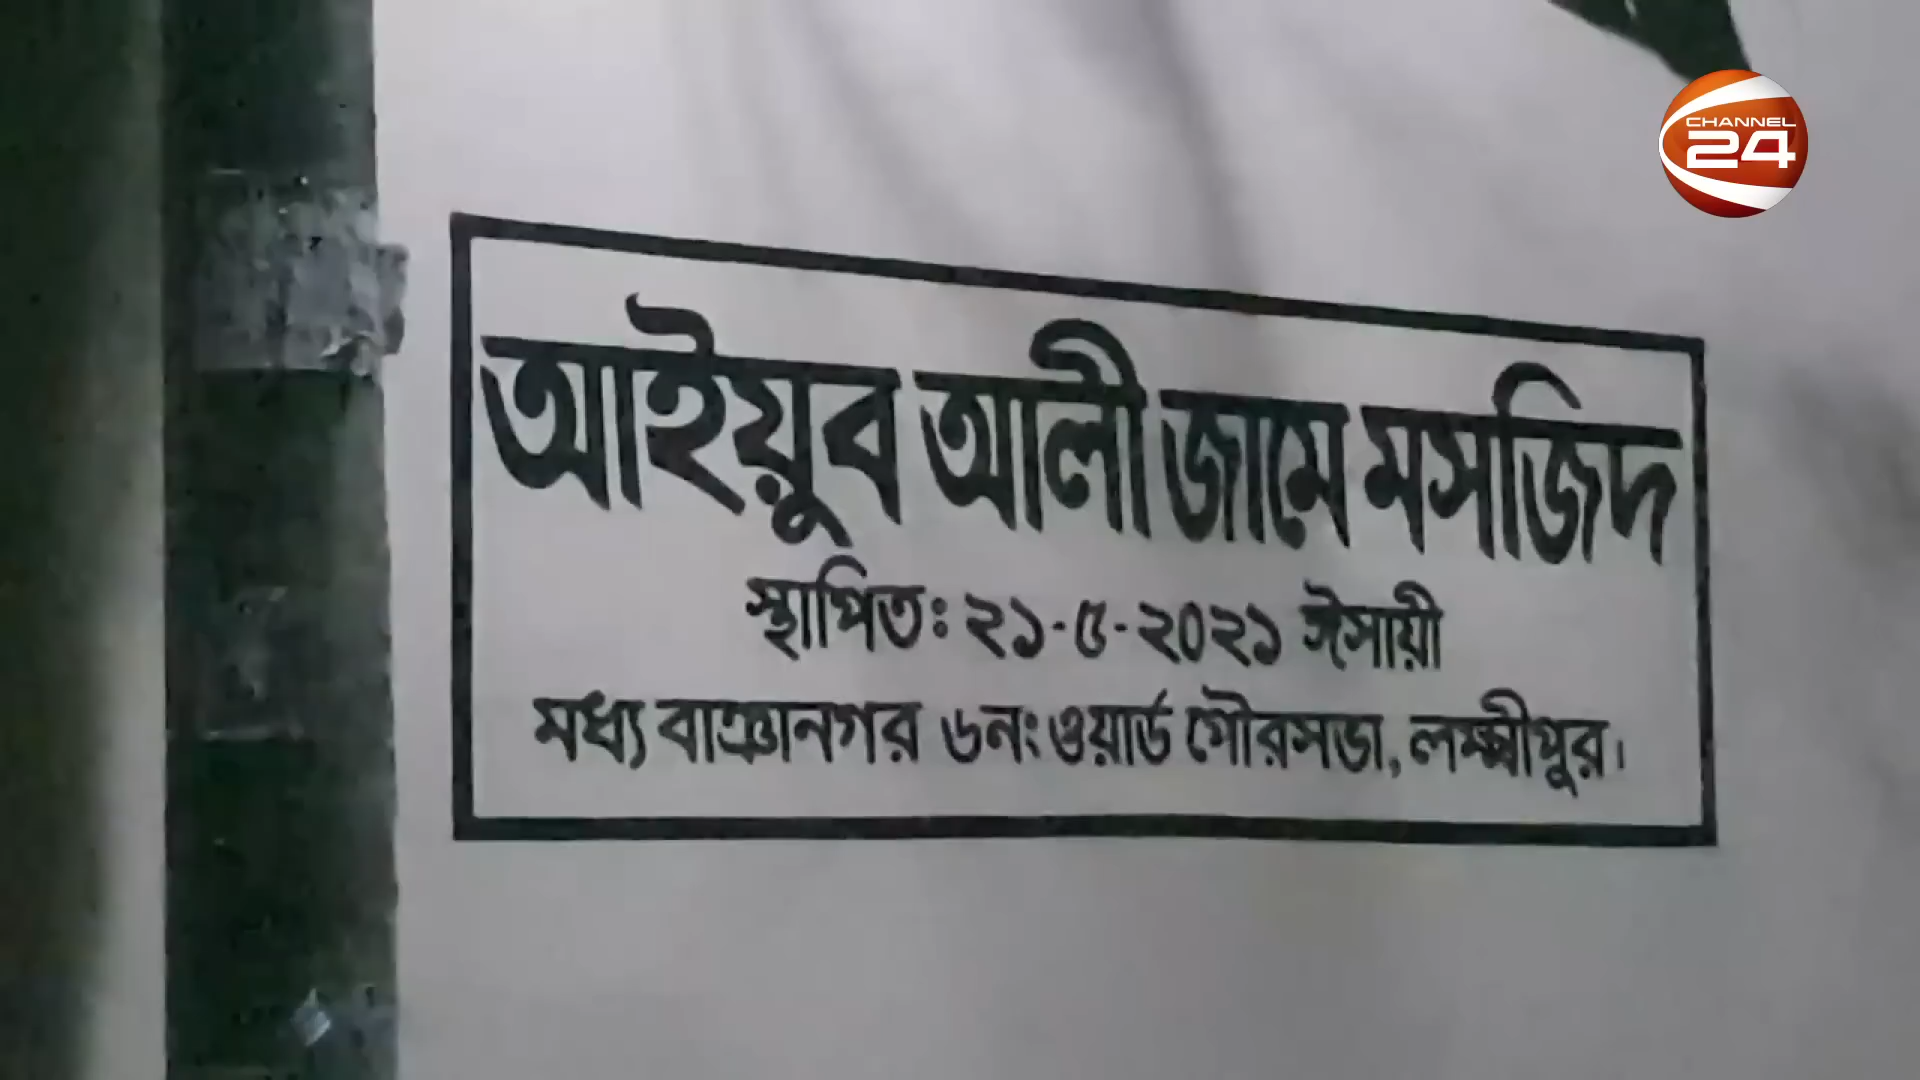 CHANNEL
24
আইয়ুব আলী জামে মসজিদ
স্থাপিতঃ ২১-৫-২০২১ ঈসায়ী
মধ্য বাঞ্চানগর ৬নং ওয়ার্ড পৌরসভা, লক্ষ্মীপুর।